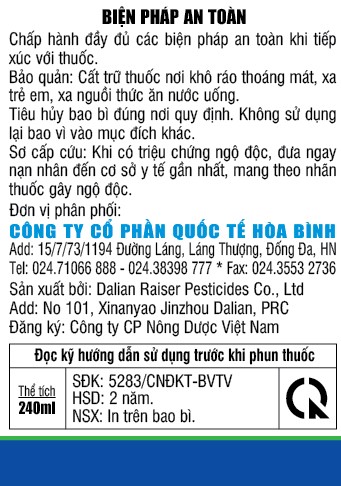 BIỆN PHÁP AN TOÀN
Chấp hành đầy đủ các biện pháp an toàn khi tiếp
xúc với thuốc.
Bảo quản: Cất trữ thuốc nơi khô ráo thoáng mát, xa
trẻ em, xa nguồi thức ăn nước uống.
Tiêu hủy bao bì đúng nơi quy định. Không sử dụng
lại bao vì vào mục đích khác.
Sơ cấp cứu: Khi có triệu chứng ngộ độc, đưa ngay
nạn nhân đến cơ sở y tế gần nhất, mang theo nhãn
thuốc gây ngộ độc.
Đơn vị phân phối:
CÔNG TY CỔ PHẦN QUỐC TẾ HÒA BÌNH
Add: 15/7/73/1194 Đường Láng, Láng Thượng, Đống Đa, HN
Tel: 024.71066 888 - 024.38398 777 * Fax: 024.3553 2736
Sản xuất bởi: Dalian Raiser Pesticides Co., Ltd
Add: No 101, Xinanyao Jinzhou Dalian, PRC
Đăng ký: Công ty CP Nông Dược Việt Nam
Đọc kỹ hướng dẫn sử dụng trước khi phun thuốc
Thể tích
240ml
SĐK: 5283/CNĐKT-BVTV
HSD: 2 năm.
NSX: In trên bao bì.